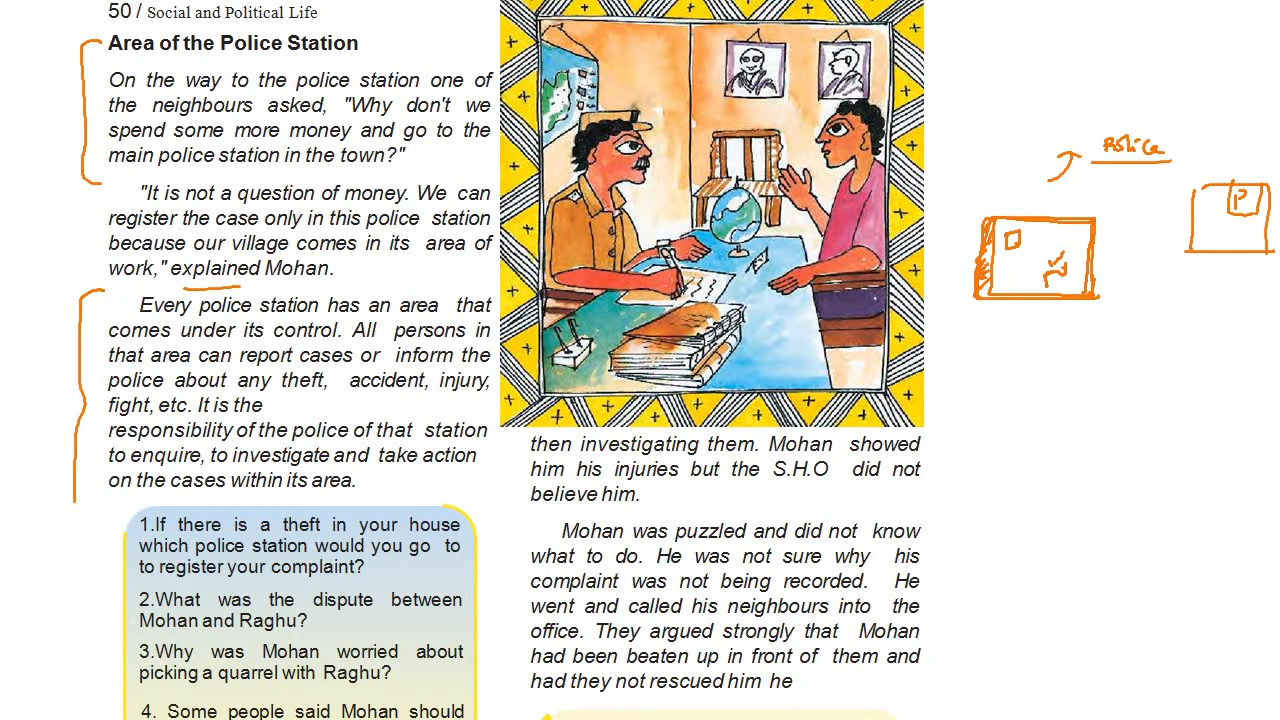 50 / Social and Political Life
Area of the Police Station
On the way to the police station one of
the neighbours asked, "Why don't we
spend some more money and go to the
main police station in the town?"
"It is not a question of money. We can
register the case only in this police station
because our village comes in its area of
work," explained Mohan.
Every police station has an area that
comes under its control. All persons in
that area can report cases or inform the
police about any theft, accident, injury,
fight, etc. It is the
responsibility of the police of that station
to enquire, to investigate and take action
on the cases within its area.
1.If there is a theft in your house
which police station would you go to
to register your complaint?
2.What was the dispute between
Mohan and Raghu?
3.Why was Mohan worried about
picking a quarrel with Raghu?
4. Some people said Mohan should
then investigating them. Mohan showed
him his injuries but the S.H.O did not
believe him.
Mohan was puzzled and did not know
what to do. He was not sure why his
complaint was not being recorded. He
went and called his neighbours into the
office. They argued strongly that Mohan
had been beaten up in front of them and
had they not rescued him he
Police
P